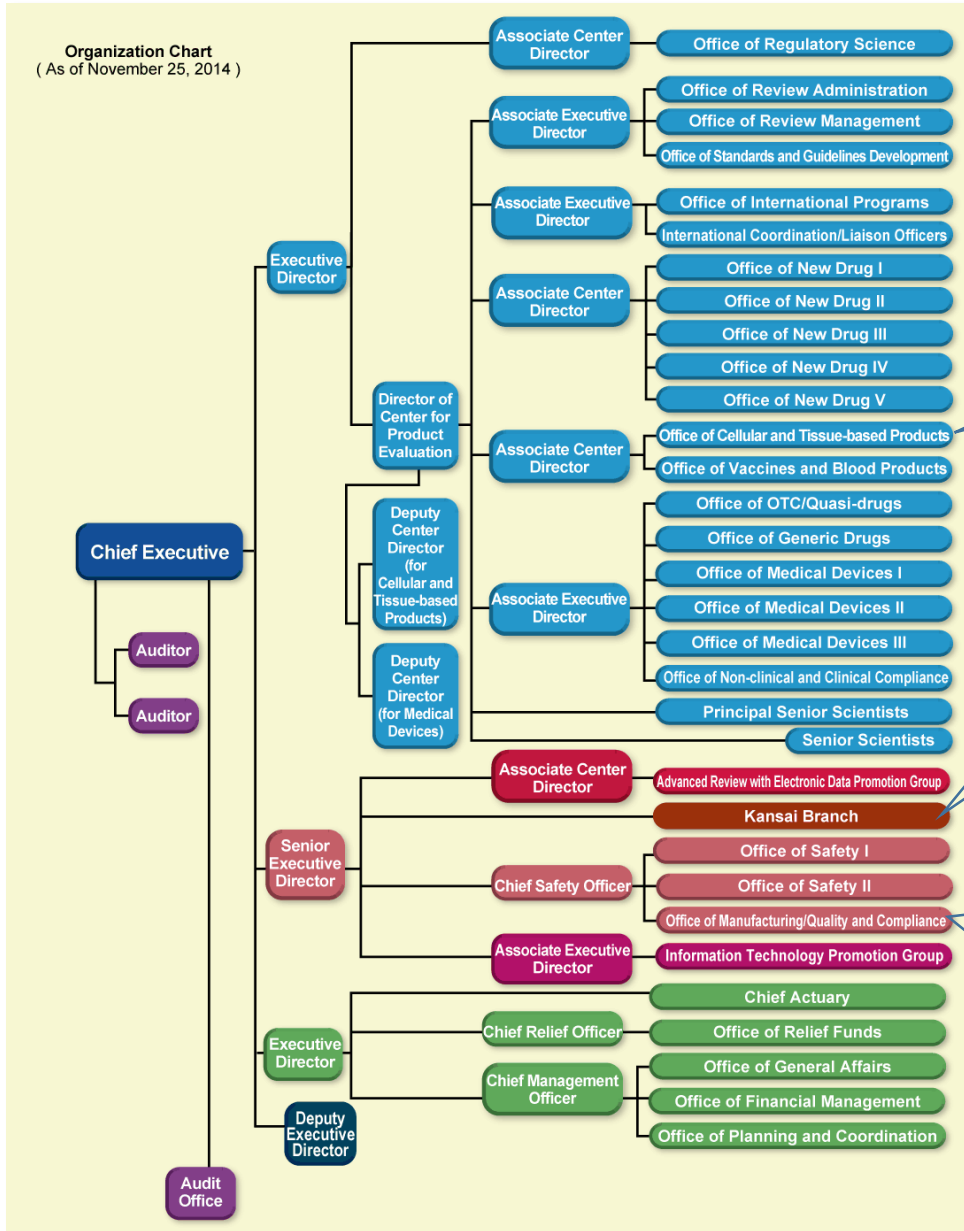 Organization Chart
( As of November 25, 2014 )
Associate Center
Director
Office of Regulatory Science
Associate Executive
Director
Office of Review Administration
Office of Review Management
Office of Standards and Guidelines Development
Associate Executive
Director
Office of International Programs
International Coordination/Liaison Officers
Executive
Director
Associate Center
Director
Office of New Drug I
Office of New Drug II
Office of New Drug III
Office of New Drug IV
Office of New Drug V
Director of
Center for
Product
Evaluation
Associate Center
Director
Office of Cellular and Tissue-based Products
Office of Vaccines and Blood Products
Deputy
Center
Director
(for
Cellular and
Tissue-based
Products)
Deputy
Center
Director
(for Medical
Devices)
Associate Executive
Director
Office of OTC/Quasi-drugs
Office of Generic Drugs
Office of Medical Devices I
Office of Medical Devices II
Office of Medical Devices III
Office of Non-clinical and Clinical Compliance
Principal Senior Scientists
Senior Scientists
Chief Executive
Auditor
Auditor
Associate Center
Director
Advanced Review with Electronic Data Promotion Group
Kansai Branch
Senior
Executive
Director
Chief Safety Officer
Office of Safety I
Office of Safety II
Office of Manufacturing/Quality and Compliance
Associate Executive
Director
Information Technology Promotion Group
Executive
Director
Chief Actuary
Chief Relief Officer
Office of Relief Funds
Chief Management
Officer
Office of General Affairs
Office of Financial Management
Office of Planning and Coordination
Deputy
Executive
Director
Audit
Office